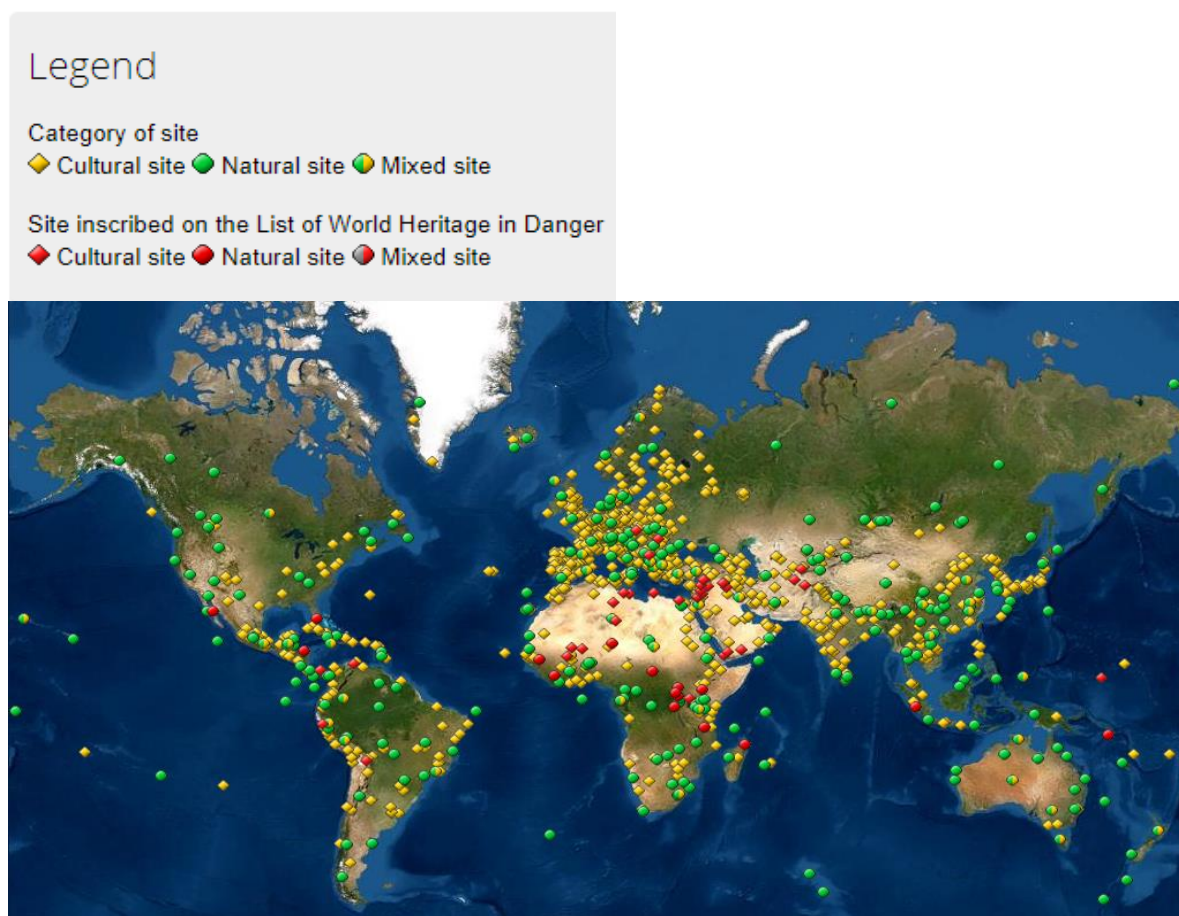 Legend
Category of site
Cultural site Natural site Mixed site
Site inscribed on the List of World Heritage in Danger
Cultural site Natural site Mixed site